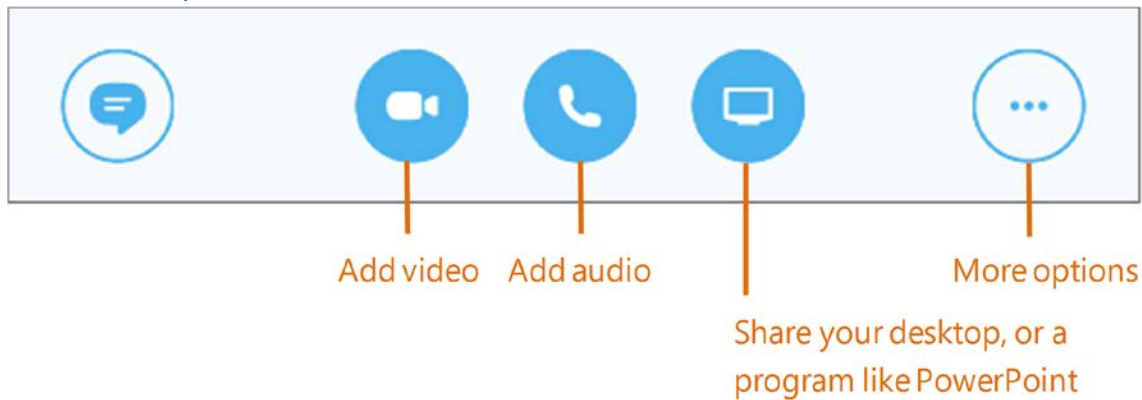 Add video
Add audio
More options
Share your desktop, or a
program like PowerPoint